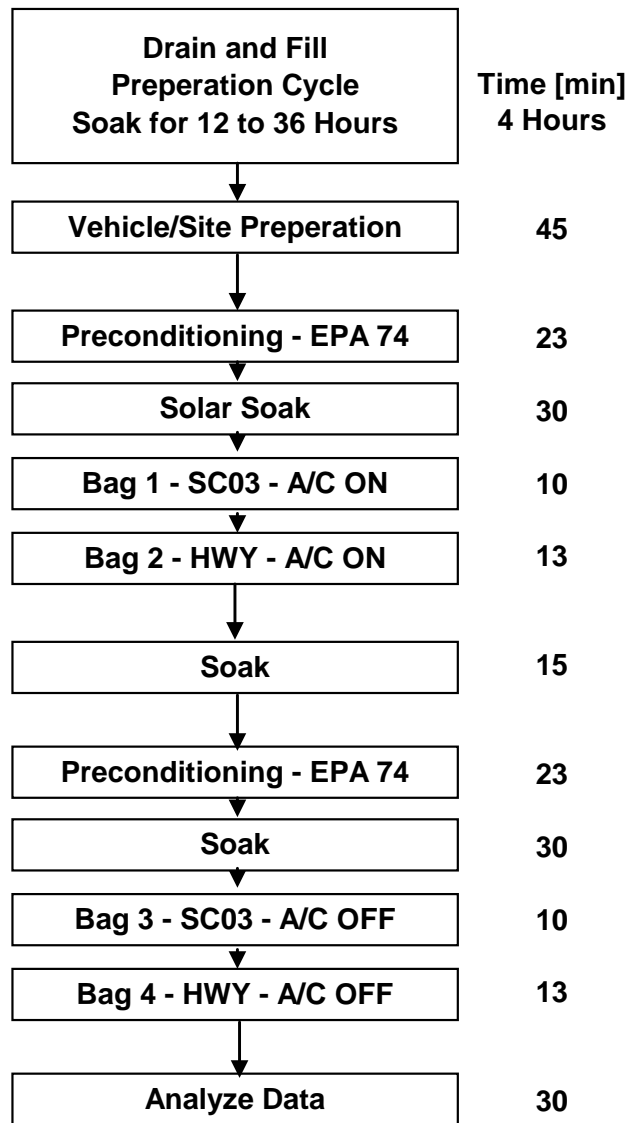 Drain and Fill
Preperation Cycle
Soak for 12 to 36 Hours
Time [min]
4 Hours
Vehicle/Site Preperation
45
Preconditioning - EPA 74
23
Solar Soak
30
Bag 1 - SC03 - A/C ON
10
Bag 2 - HWY - A/C ON
13
Soak
15
Preconditioning - EPA 74
23
Soak
30
Bag 3 - SC03 - A/C OFF
10
Bag 4 - HWY - A/C OFF
13
Analyze Data
30